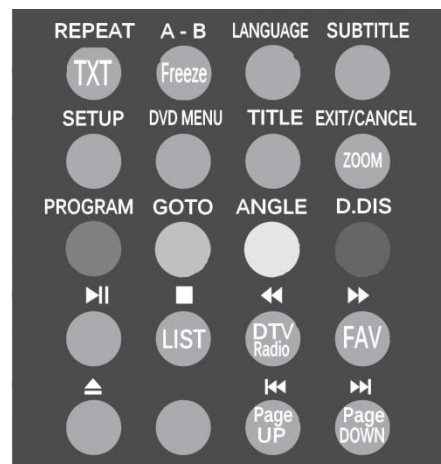 REPEAT A - B LANGUAGE SUBTITLE
TXT Freeze
SETUP DVD MENU TITLE EXIT/CANCEL
ZOOM
PROGRAM GOTO ANGLE D.DIS
LIST DTV Radio FAV
Page UP Page DOWN